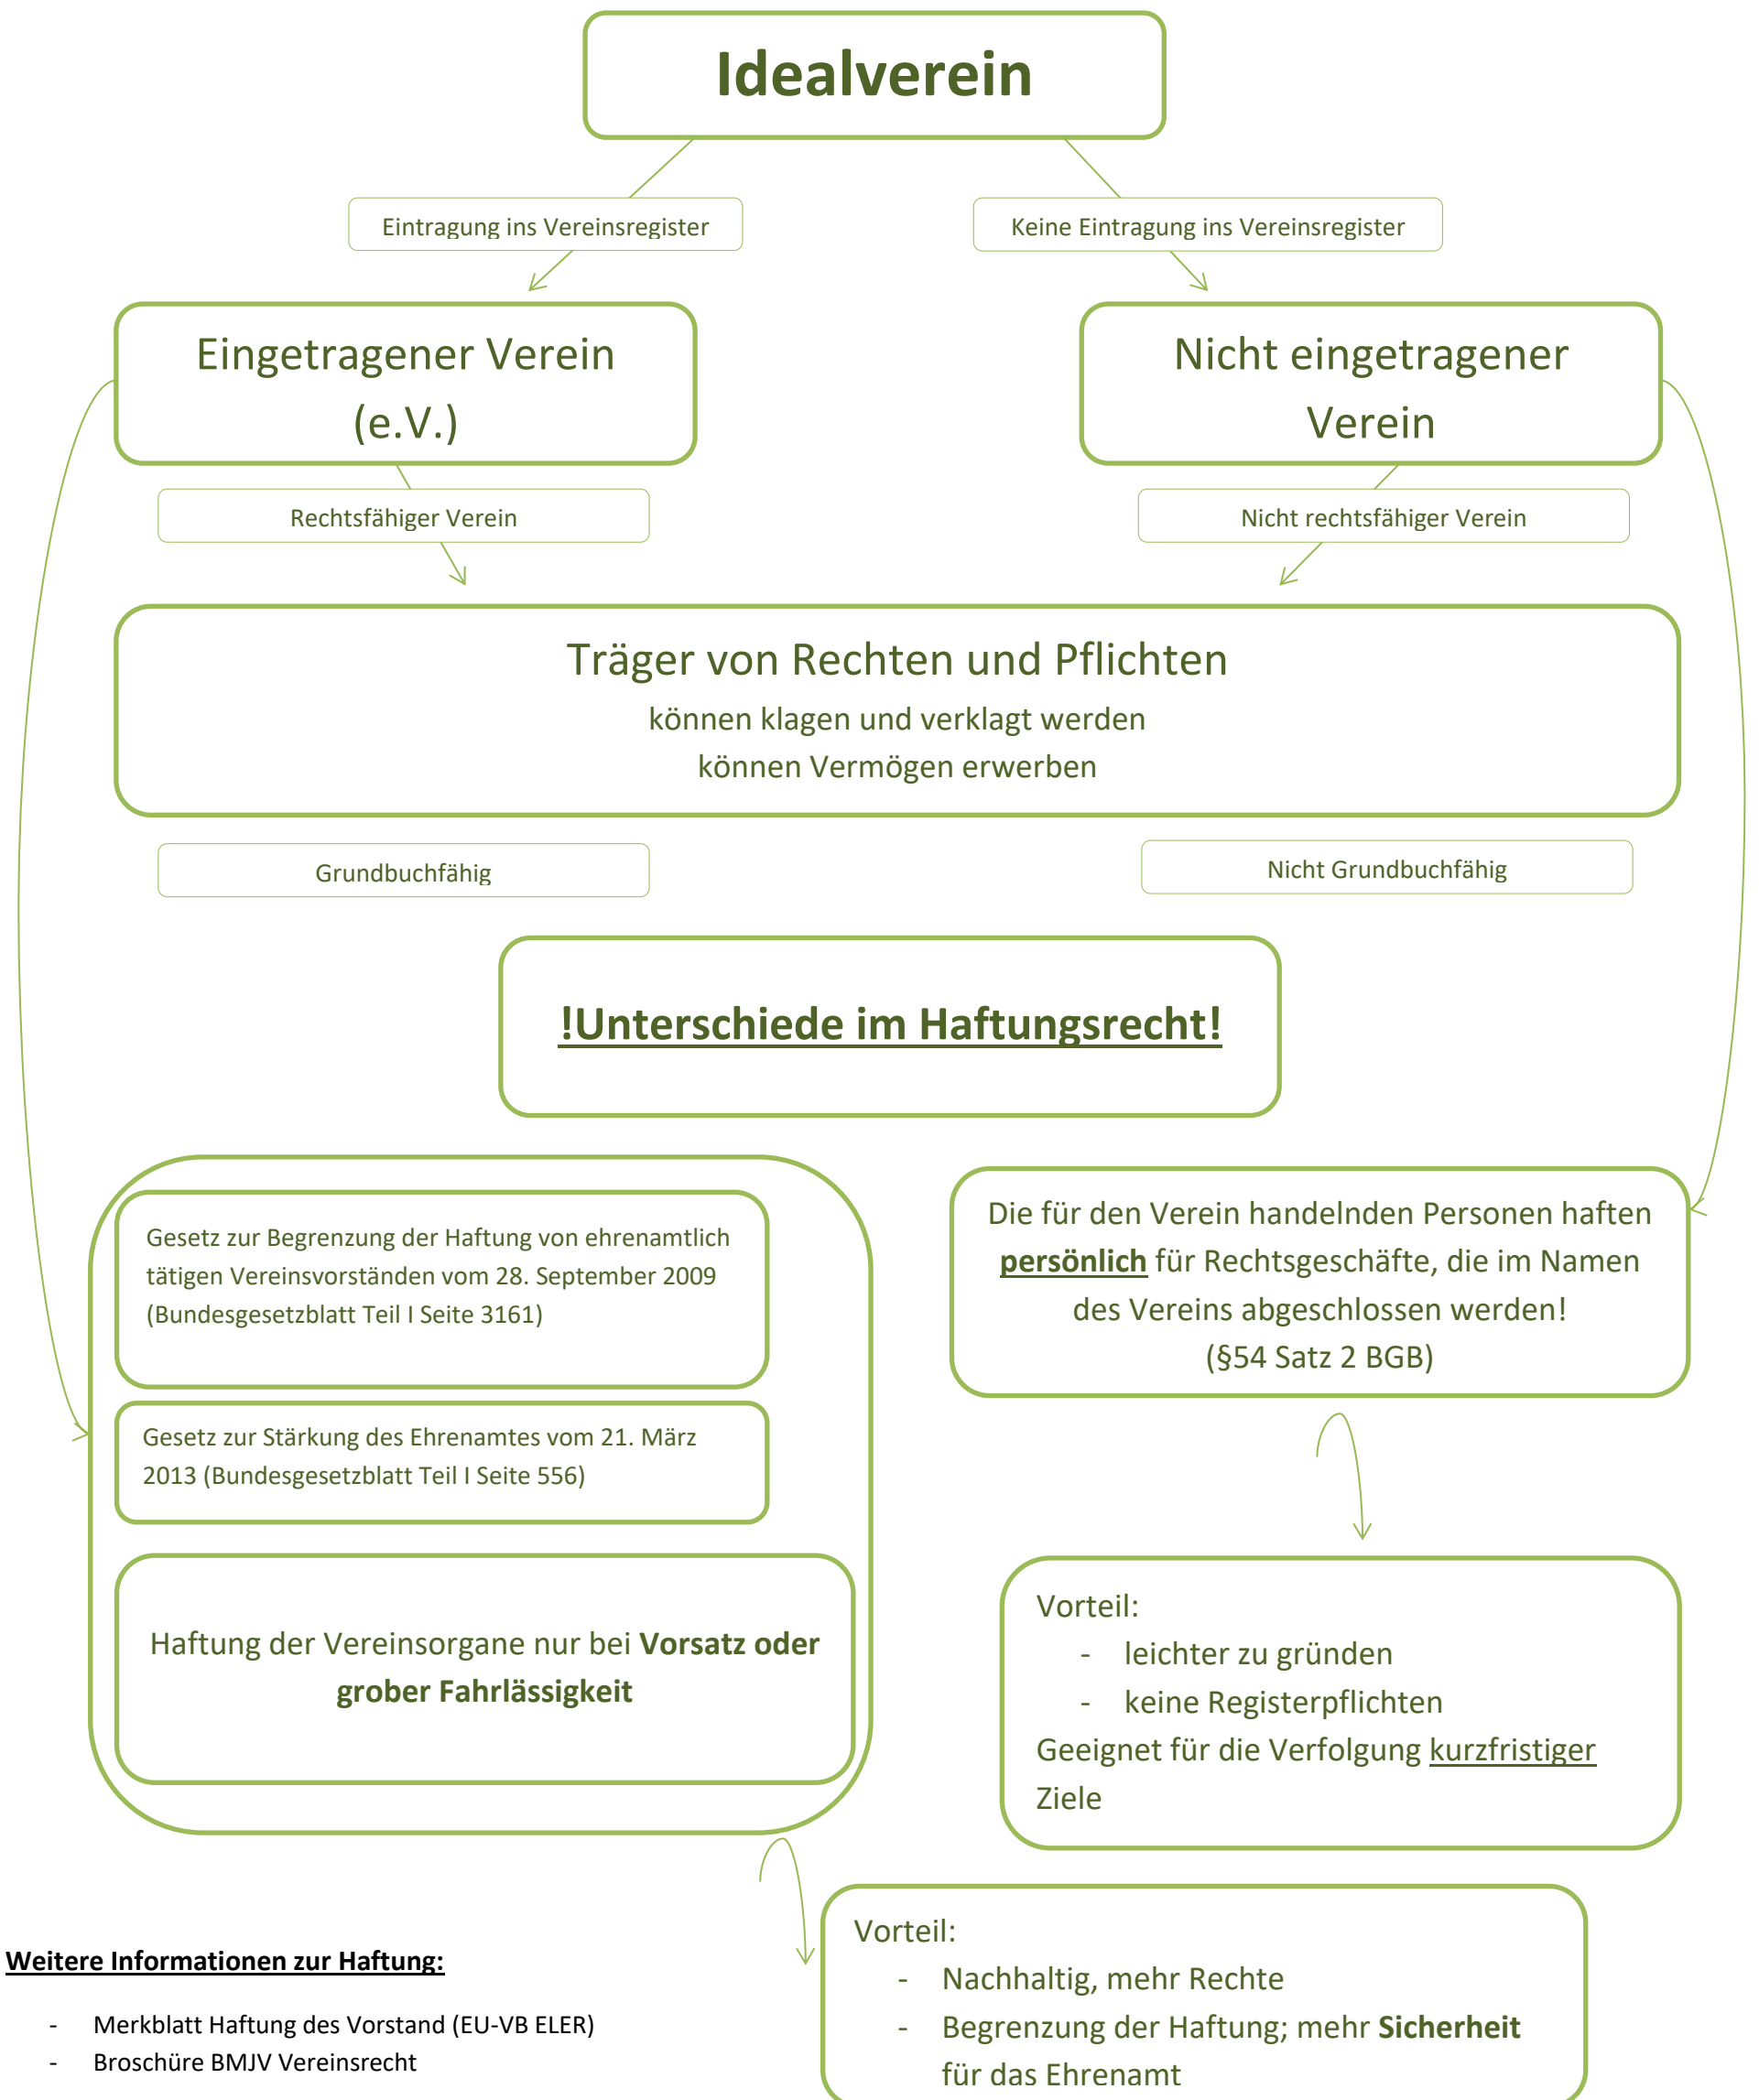 Idealverein
Eintragung ins Vereinsregister
Keine Eintragung ins Vereinsregister
Eingetragener Verein
(e.V.)
Nicht eingetragener
Verein
Rechtsfähiger Verein
Nicht rechtsfähiger Verein
Träger von Rechten und Pflichten
können klagen und verklagt werden
können Vermögen erwerben
Grundbuchfähig
Nicht Grundbuchfähig
!Unterschiede im Haftungsrecht!
Gesetz zur Begrenzung der Haftung von ehrenamtlich
tätigen Vereinsvorständen vom 28. September 2009
(Bundesgesetzblatt Teil I Seite 3161)
Gesetz zur Stärkung des Ehrenamtes vom 21. März
2013 (Bundesgesetzblatt Teil I Seite 556)
Haftung der Vereinsorgane nur bei Vorsatz oder
grober Fahrlässigkeit
Die für den Verein handelnden Personen haften
persönlich für Rechtsgeschäfte, die im Namen
des Vereins abgeschlossen werden!
(§54 Satz 2 BGB)
Vorteil:
- leichter zu gründen
- keine Registerpflichten
Geeignet für die Verfolgung kurzfristiger
Ziele
Vorteil:
- Nachhaltig, mehr Rechte
- Begrenzung der Haftung; mehr Sicherheit
für das Ehrenamt
Weitere Informationen zur Haftung:
- Merkblatt Haftung des Vorstand (EU-VB ELER)
- Broschüre BMJV Vereinsrecht